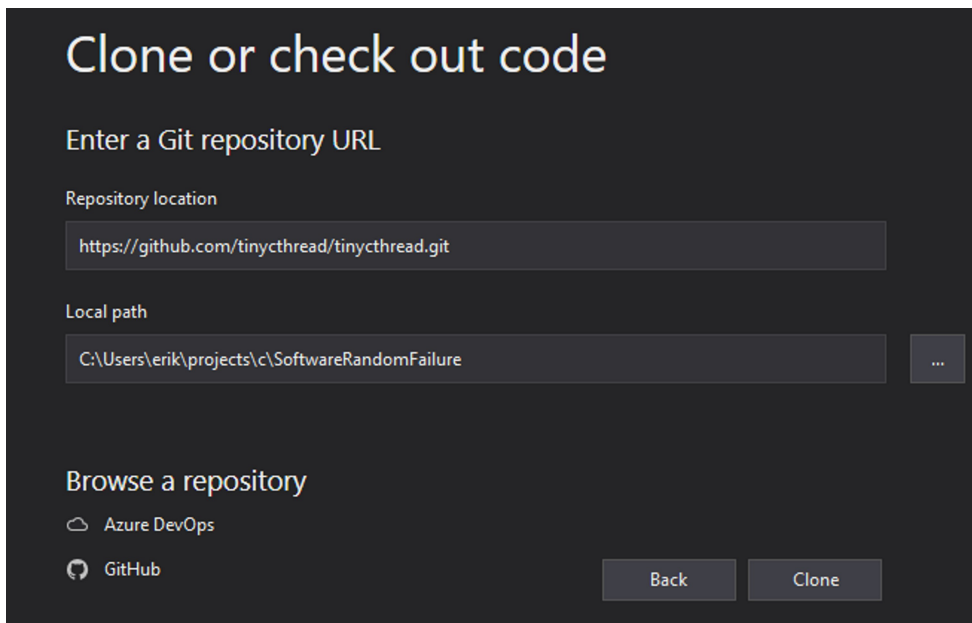 Clone or check out code
Enter a Git repository URL
Repository location
https://github.com/tinycthread/tinycthread.git
Local path
C:\Users\erik\projects\c\SoftwareRandomFailure
...
Browse a repository
Azure DevOps
GitHub
Back
Clone